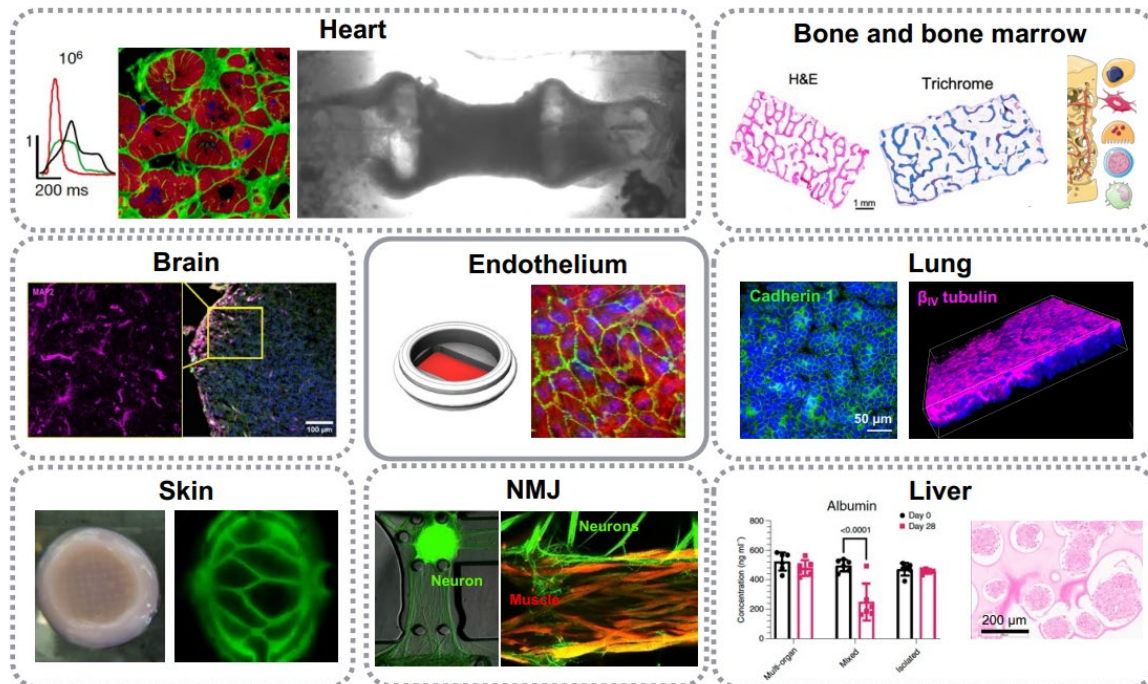 Heart
10⁶
1
200 ms
Bone and bone marrow
H&E
Trichrome
1 mm
Brain
MAP2
100 µm
Endothelium
Lung
Cadherin 1
50 µm
βIV tubulin
Skin
NMJ
Neuron
Neurons
Muscle
Liver
Albumin
Day 0
Day 28
<0.0001
Concentration (ng ml⁻¹)
800
600
400
200
0
Multi-organ
Mixed
Isolated
200 µm